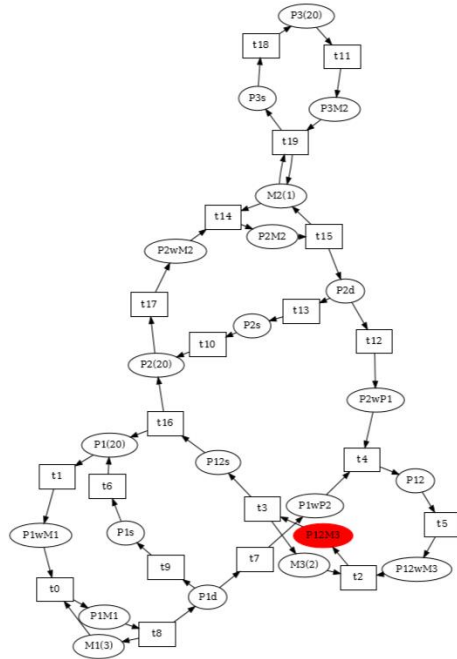 P3(20)
t18
t11
P3s
P3M2
t19
M2(1)
t14
P2M2
t15
P2wM2
P2d
t17
t13
P2s
t10
t12
P2(20)
P2wP1
t16
P1(20)
t4
P12s
P12
t1
t6
P1wP2
t3
t5
P1wM1
P1s
P12M3
t7
M3(2)
P12wM3
t9
t2
t0
P1d
P1M1
t8
M1(3)